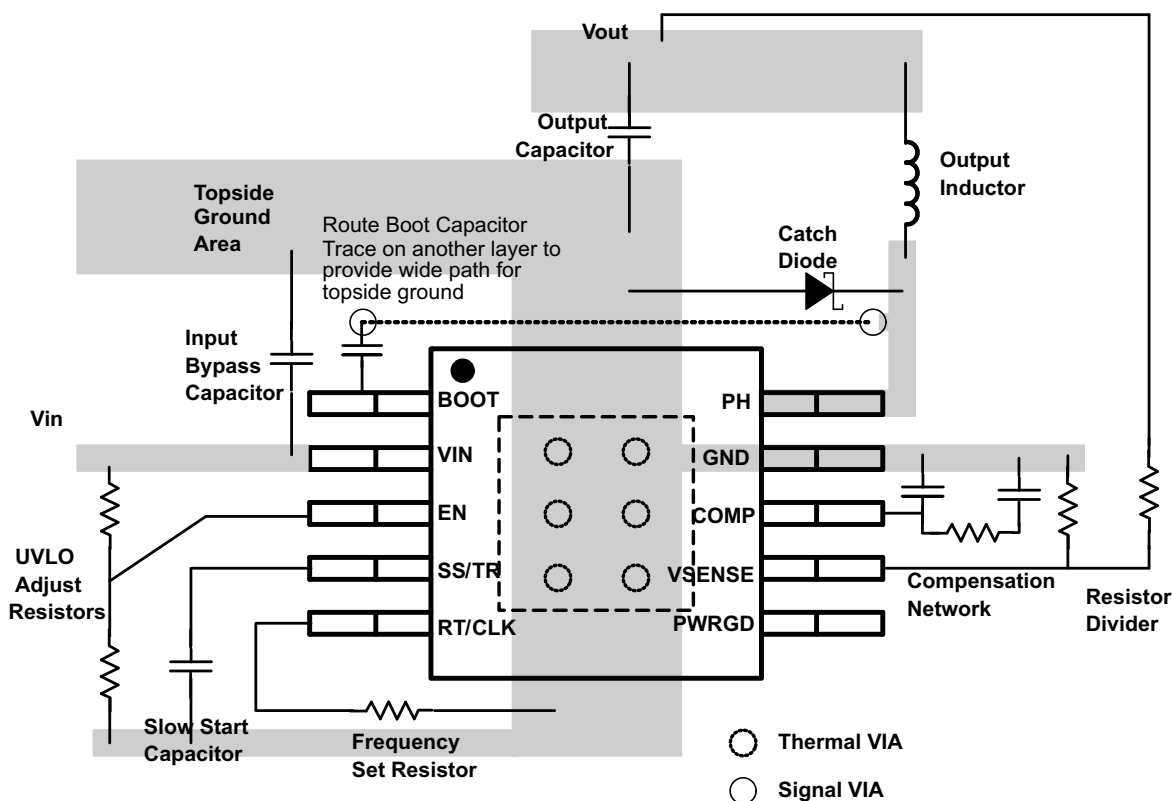 Vout
Output
Capacitor
Output
Inductor
Topside
Ground
Area
Route Boot Capacitor
Trace on another layer to
provide wide path for
topside ground
Catch
Diode
Input
Bypass
Capacitor
Vin
BOOT
VIN
EN
SS/TR
RT/CLK
PH
GND
COMP
VSENSE
PWRGD
UVLO
Adjust
Resistors
Compensation
Network
Resistor
Divider
Slow Start
Capacitor
Frequency
Set Resistor
Thermal VIA
Signal VIA